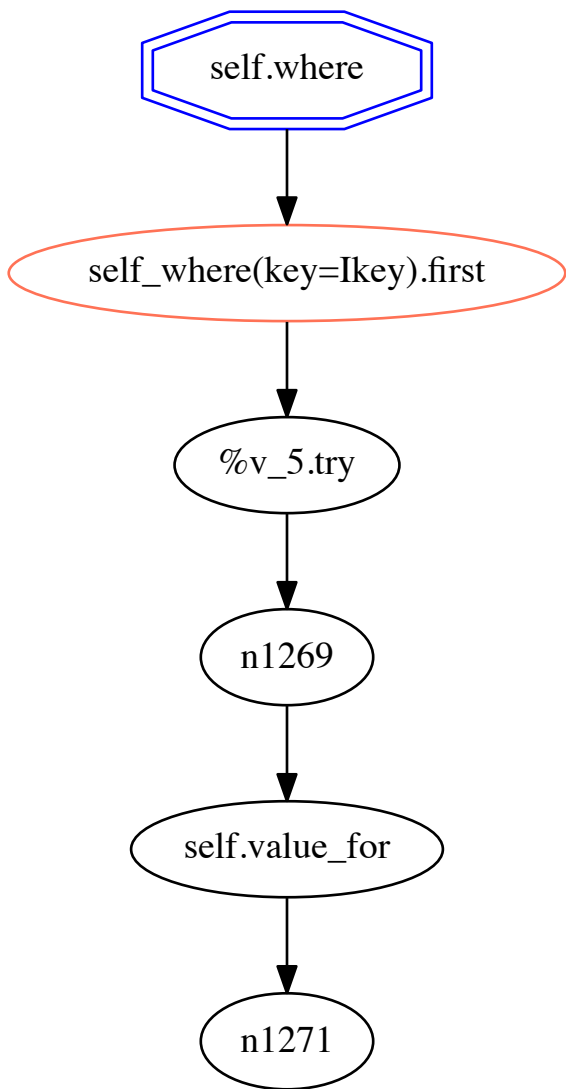 self.where
self_where(key=Ikey).first
%v_5.try
n1269
self.value_for
n1271